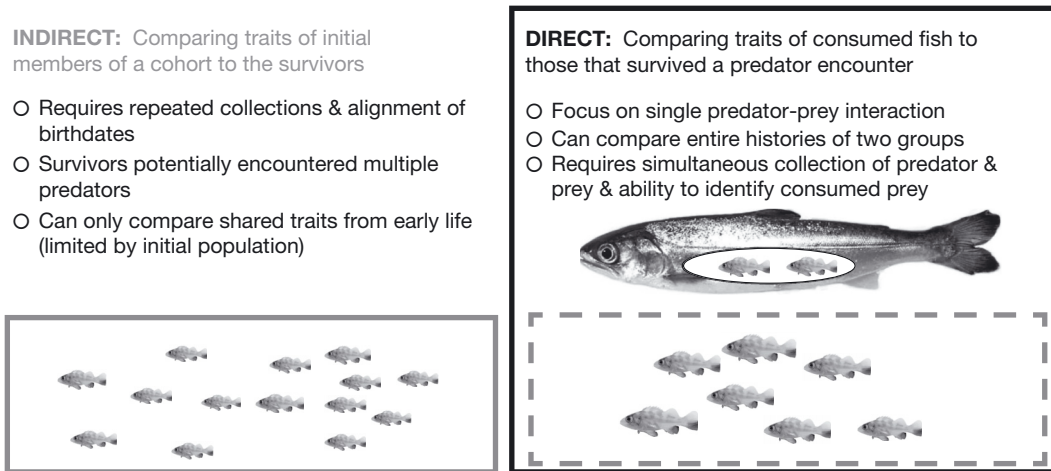 INDIRECT: Comparing traits of initial
members of a cohort to the survivors
O Requires repeated collections & alignment of
birthdates
O Survivors potentially encountered multiple
predators
O Can only compare shared traits from early life
(limited by initial population)
DIRECT: Comparing traits of consumed fish to
those that survived a predator encounter
O Focus on single predator-prey interaction
O Can compare entire histories of two groups
O Requires simultaneous collection of predator &
prey & ability to identify consumed prey